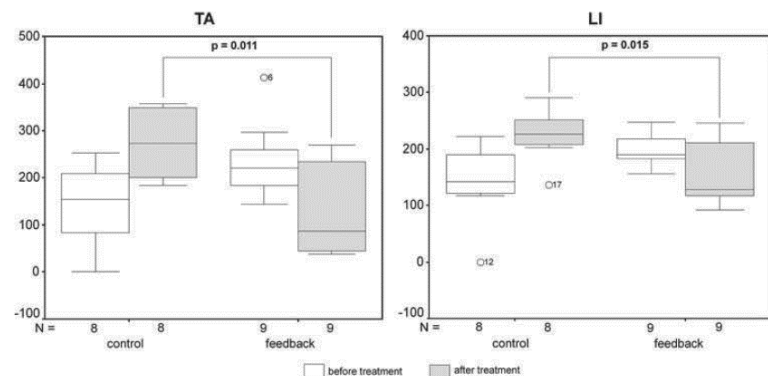 TA
500
400
300
200
100
0
-100
p = 0.011
6
N = 8 8 9 9
control feedback
LI
400
300
200
100
0
-100
p = 0.015
17
12
N = 8 8 9 9
control feedback
before treatment after treatment